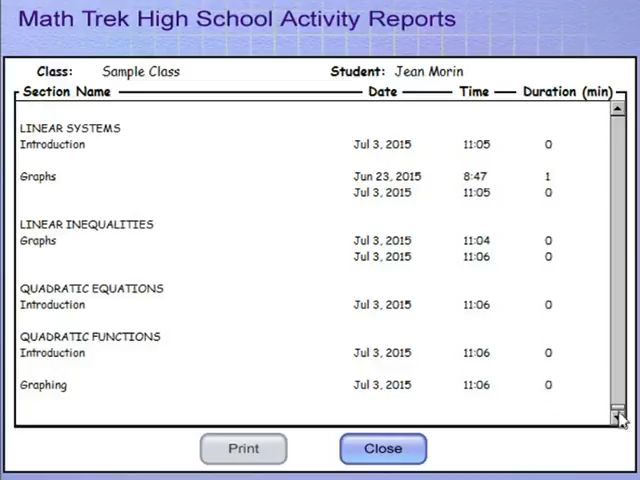 Math Trek High School Activity Reports
Class: Sample Class Student: Jean Morin
Section Name Date Time Duration (min)
LINEAR SYSTEMS
Introduction Jul 3, 2015 11:05 0
Graphs Jun 23, 2015 8:47 1
Jul 3, 2015 11:05 0
LINEAR INEQUALITIES
Graphs Jul 3, 2015 11:04 0
Jul 3, 2015 11:06 0
QUADRATIC EQUATIONS
Introduction Jul 3, 2015 11:06 0
QUADRATIC FUNCTIONS
Introduction Jul 3, 2015 11:06 0
Graphing Jul 3, 2015 11:06 0
Print Close